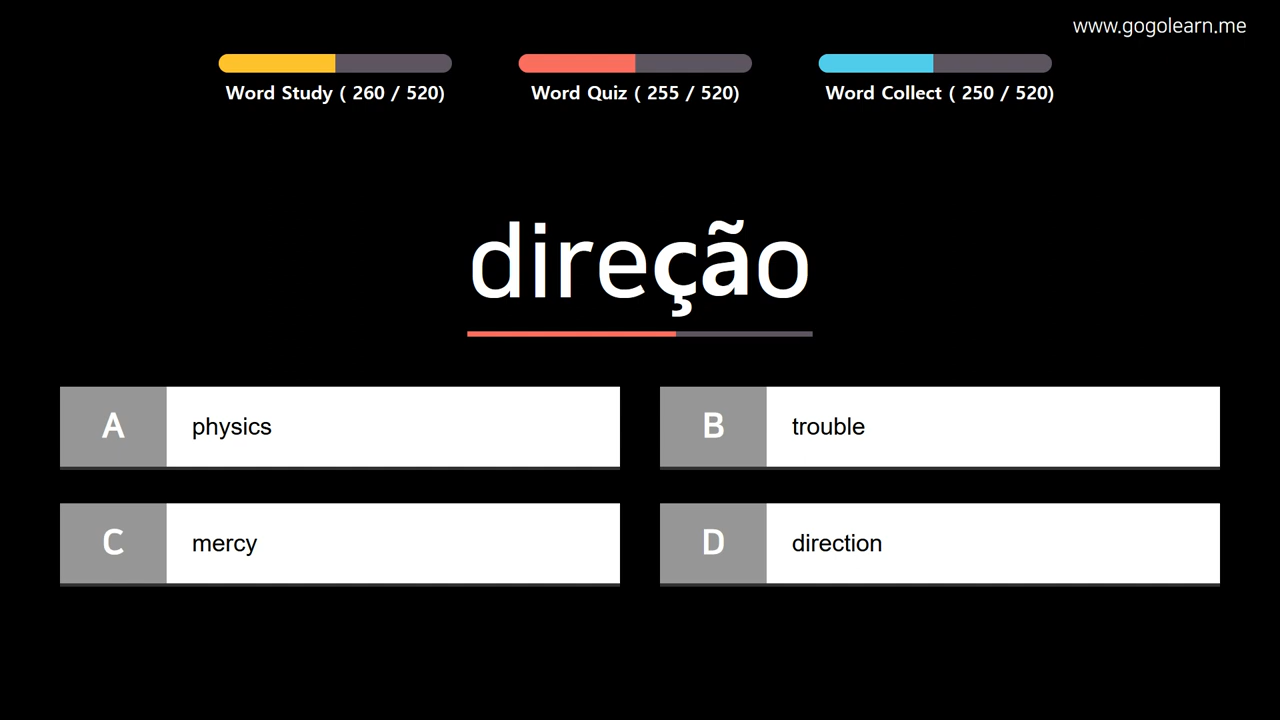 www.gogolearn.me
Word Study ( 260 / 520)
Word Quiz ( 255 / 520)
Word Collect ( 250 / 520)
direção
A physics
B trouble
C mercy
D direction